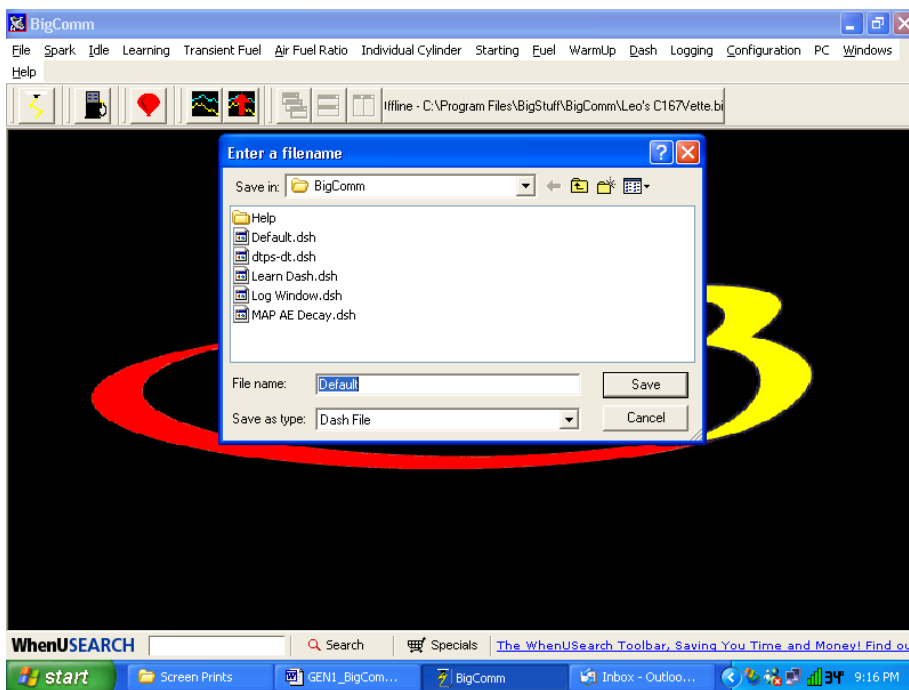 BigComm
File Spark Idle Learning Transient Fuel Air Fuel Ratio Individual Cylinder Starting Fuel WarmUp Dash Logging Configuration PC Windows
Help
Offline - C:\Program Files\BigStuff\BigComm\Leo's C167Vette.bi
Enter a filename
Save in: BigComm
Help
Default.dsh
dtps-dt.dsh
Learn Dash.dsh
Log Window.dsh
MAP AE Decay.dsh
File name: Default Save
Save as type: Dash File Cancel
3
WhenUSEARCH Search Specials The WhenUSearch Toolbar, Saving You Time and Money! Find ou
start Screen Prints GEN1_BigCom... BigComm Inbox - Outloo... 34° 9:16 PM